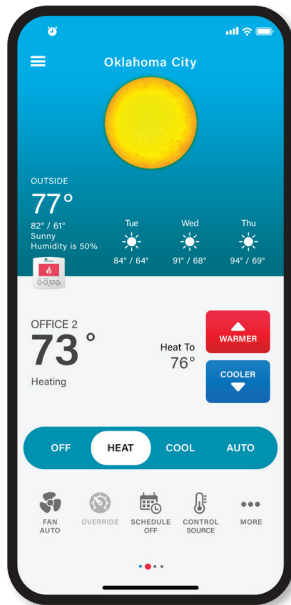 Oklahoma City
OUTSIDE
77°
82° / 61°
Sunny
Humidity is 50%
Tue
84° / 64°
Wed
91° / 68°
Thu
94° / 69°
OFFICE 2
73°
Heating
Heat To
76°
WARMER
COOLER
OFF
HEAT
COOL
AUTO
FAN
AUTO
OVERRIDE
SCHEDULE
OFF
CONTROL
SOURCE
MORE